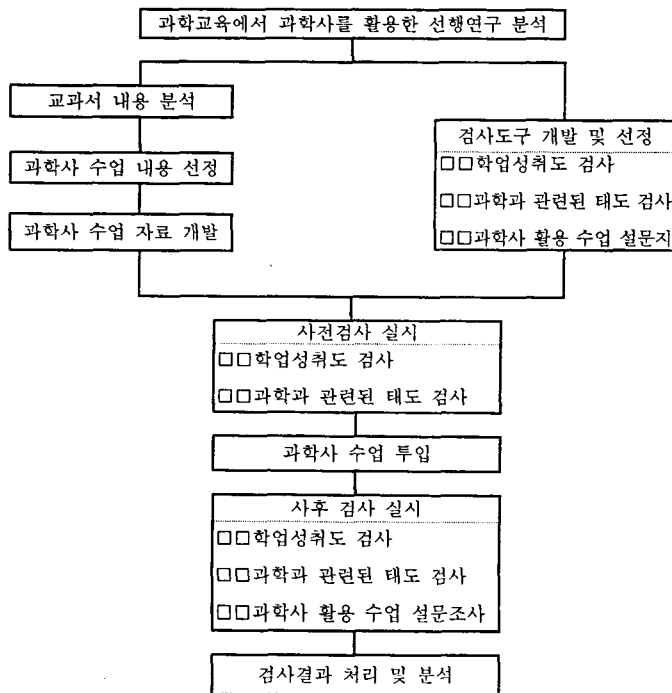 과학교육에서 과학사를 활용한 선행연구 분석
교과서 내용 분석
과학사 수업 내용 선정
과학사 수업 자료 개발
검사도구 개발 및 선정
□□학업성취도 검사
□□과학과 관련된 태도 검사
□□과학사 활용 수업 설문지
사전검사 실시
□□학업성취도 검사
□□과학과 관련된 태도 검사
과학사 수업 투입
사후 검사 실시
□□학업성취도 검사
□□과학과 관련된 태도 검사
□□과학사 활용 수업 설문조사
검사결과 처리 및 분석